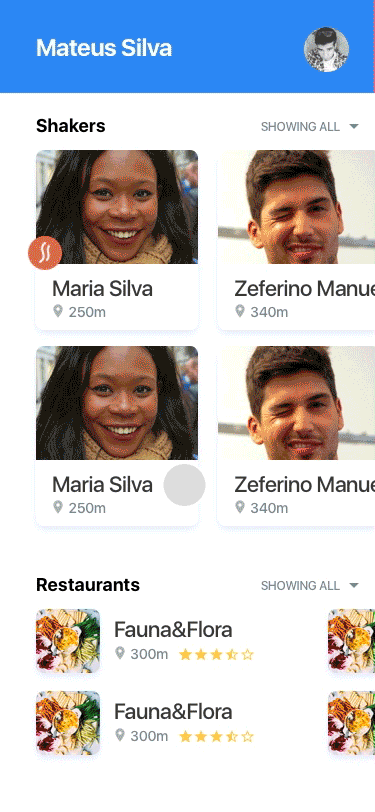 Mateus Silva
Shakers
SHOWING ALL
Maria Silva
250m
Zeferino Manue
340m
Maria Silva
250m
Zeferino Manue
340m
Restaurants
SHOWING ALL
Fauna&Flora
300m
Fauna&Flora
300m